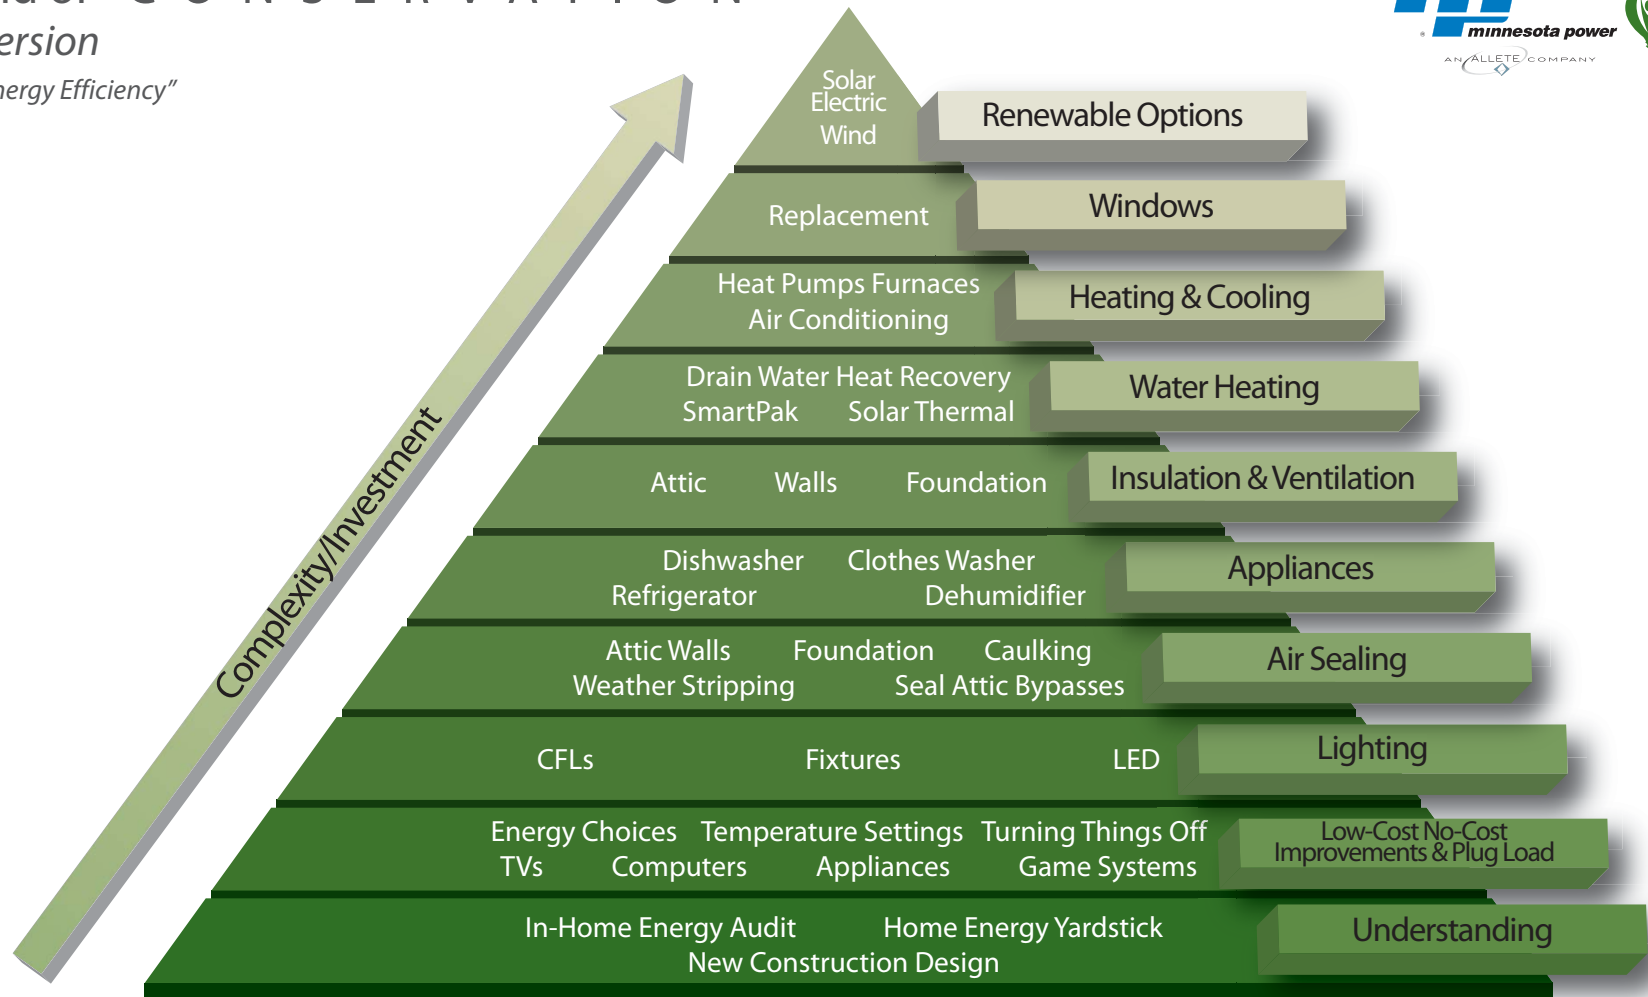 C O N S E R V A T I O N
ergy Efficiency”
minnesota power
AN ALLETE COMPANY
Solar
Electric
Wind
Renewable Options
Replacement
Windows
Heat Pumps Furnaces
Air Conditioning
Heating & Cooling
Drain Water Heat Recovery
SmartPak Solar Thermal
Water Heating
Attic Walls Foundation
Insulation & Ventilation
Dishwasher Clothes Washer
Refrigerator Dehumidifier
Appliances
Attic Walls Foundation Caulking
Weather Stripping Seal Attic Bypasses
Air Sealing
CFLs Fixtures LED
Lighting
Energy Choices Temperature Settings Turning Things Off
TVs Computers Appliances Game Systems
Low-Cost No-Cost
Improvements & Plug Load
In-Home Energy Audit Home Energy Yardstick
New Construction Design
Understanding
Complexity/Investment